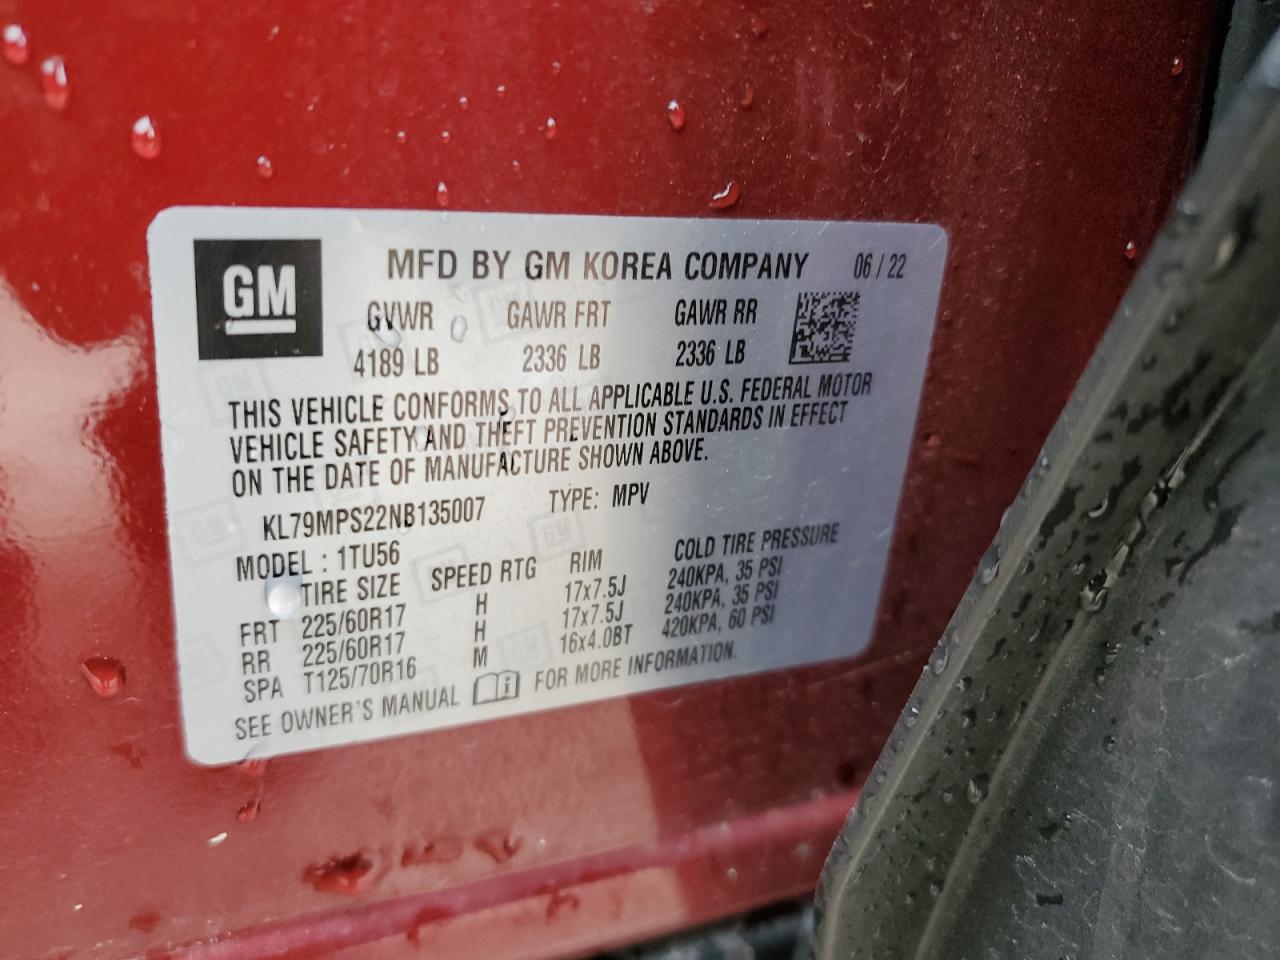 GM
MFD BY GM KOREA COMPANY 06 / 22
GVWR GAWR FRT GAWR RR
4189 LB 2336 LB 2336 LB
THIS VEHICLE CONFORMS TO ALL APPLICABLE U.S. FEDERAL MOTOR
VEHICLE SAFETY AND THEFT PREVENTION STANDARDS IN EFFECT
ON THE DATE OF MANUFACTURE SHOWN ABOVE.
KL79MPS22NB135007 TYPE: MPV
MODEL : 1TU56
TIRE SIZE SPEED RTG RIM COLD TIRE PRESSURE
FRT 225/60R17 H 17x7.5J 240KPA, 35 PSI
RR 225/60R17 H 17x7.5J 240KPA, 35 PSI
SPA T125/70R16 M 16x4.0BT 420KPA, 60 PSI
SEE OWNER'S MANUAL FOR MORE INFORMATION.